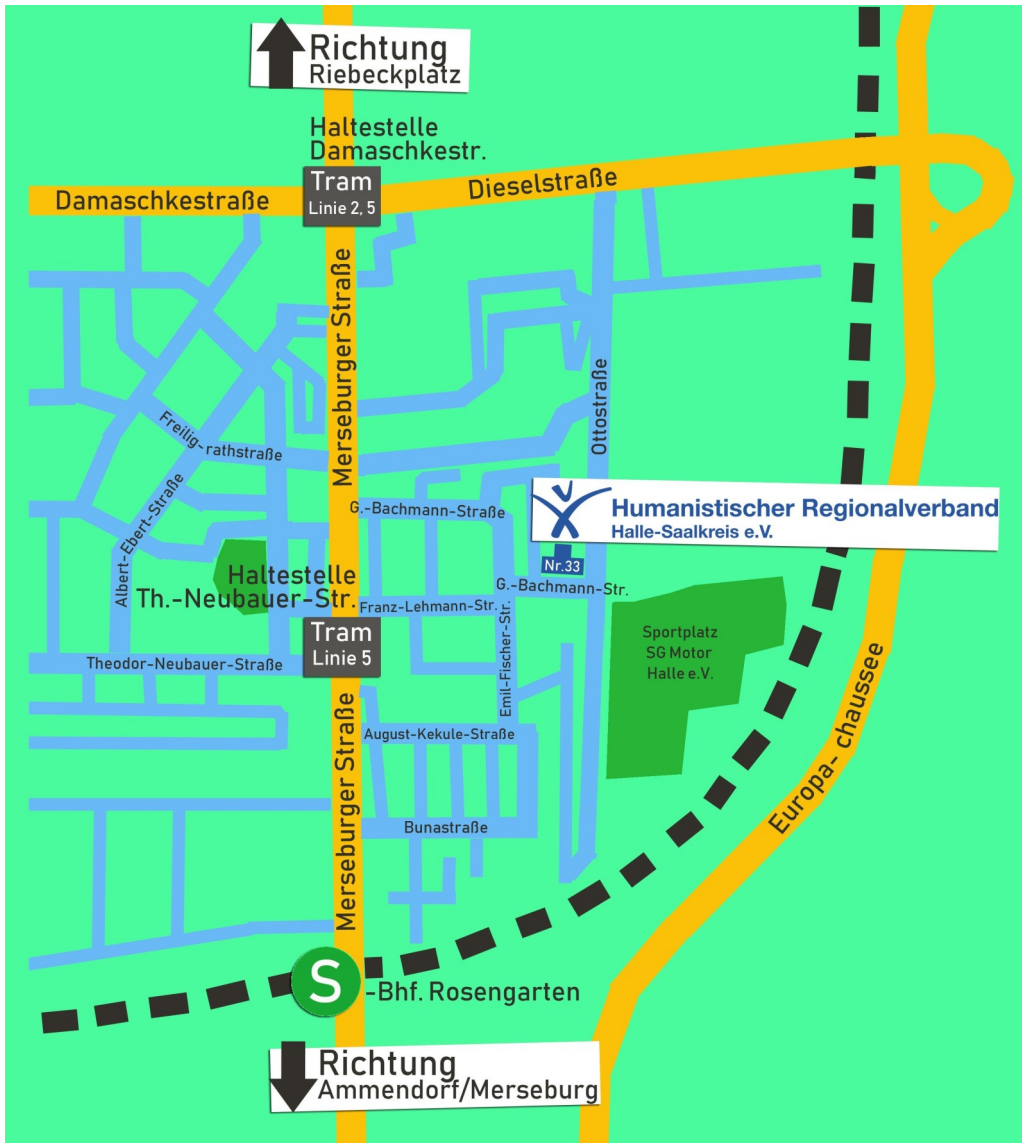 Richtung
Riebeckplatz
Haltestelle
Damaschkestr.
Tram
Linie 2, 5
Damaschkestraße
Dieselstraße
Merseburger Straße
Ottostraße
Freilig-rathstraße
Albert-Ebert-Straße
G.-Bachmann-Straße
Humanistischer Regionalverband
Halle-Saalkreis e.V.
Nr.33
G.-Bachmann-Str.
Haltestelle
Th.-Neubauer-Str.
Franz-Lehmann-Str.
Tram
Linie 5
Theodor-Neubauer-Straße
Emil-Fischer-Str.
Sportplatz
SG Motor
Halle e.V.
Merseburger Straße
August-Kekule-Straße
Bunastraße
Europa-chaussee
S
-Bhf. Rosengarten
Richtung
Ammendorf/Merseburg